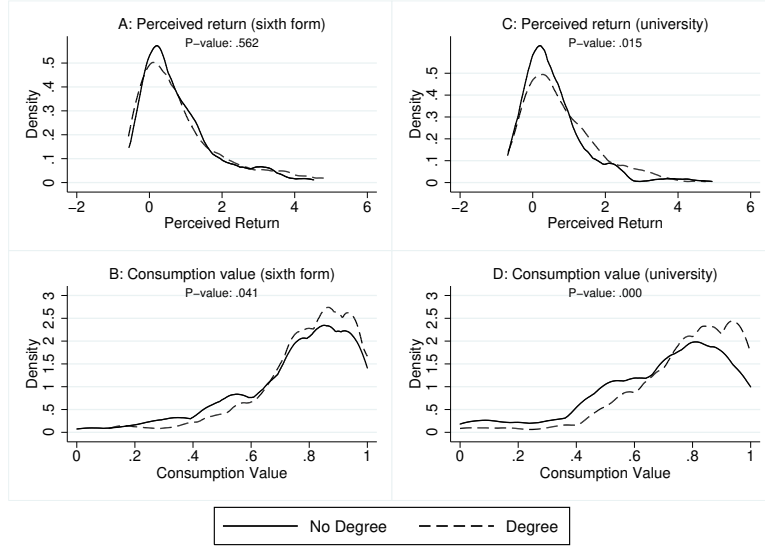 A: Perceived return (sixth form)
P−value: .562
Density
0 .1 .2 .3 .4 .5
−2 0 2 4 6
Perceived Return
C: Perceived return (university)
P−value: .015
Density
0 .1 .2 .3 .4 .5
−2 0 2 4 6
Perceived Return
B: Consumption value (sixth form)
P−value: .041
Density
0 .5 1 1.5 2 2.5 3
0 .2 .4 .6 .8 1
Consumption Value
D: Consumption value (university)
P−value: .000
Density
0 .5 1 1.5 2 2.5 3
0 .2 .4 .6 .8 1
Consumption Value
No Degree Degree